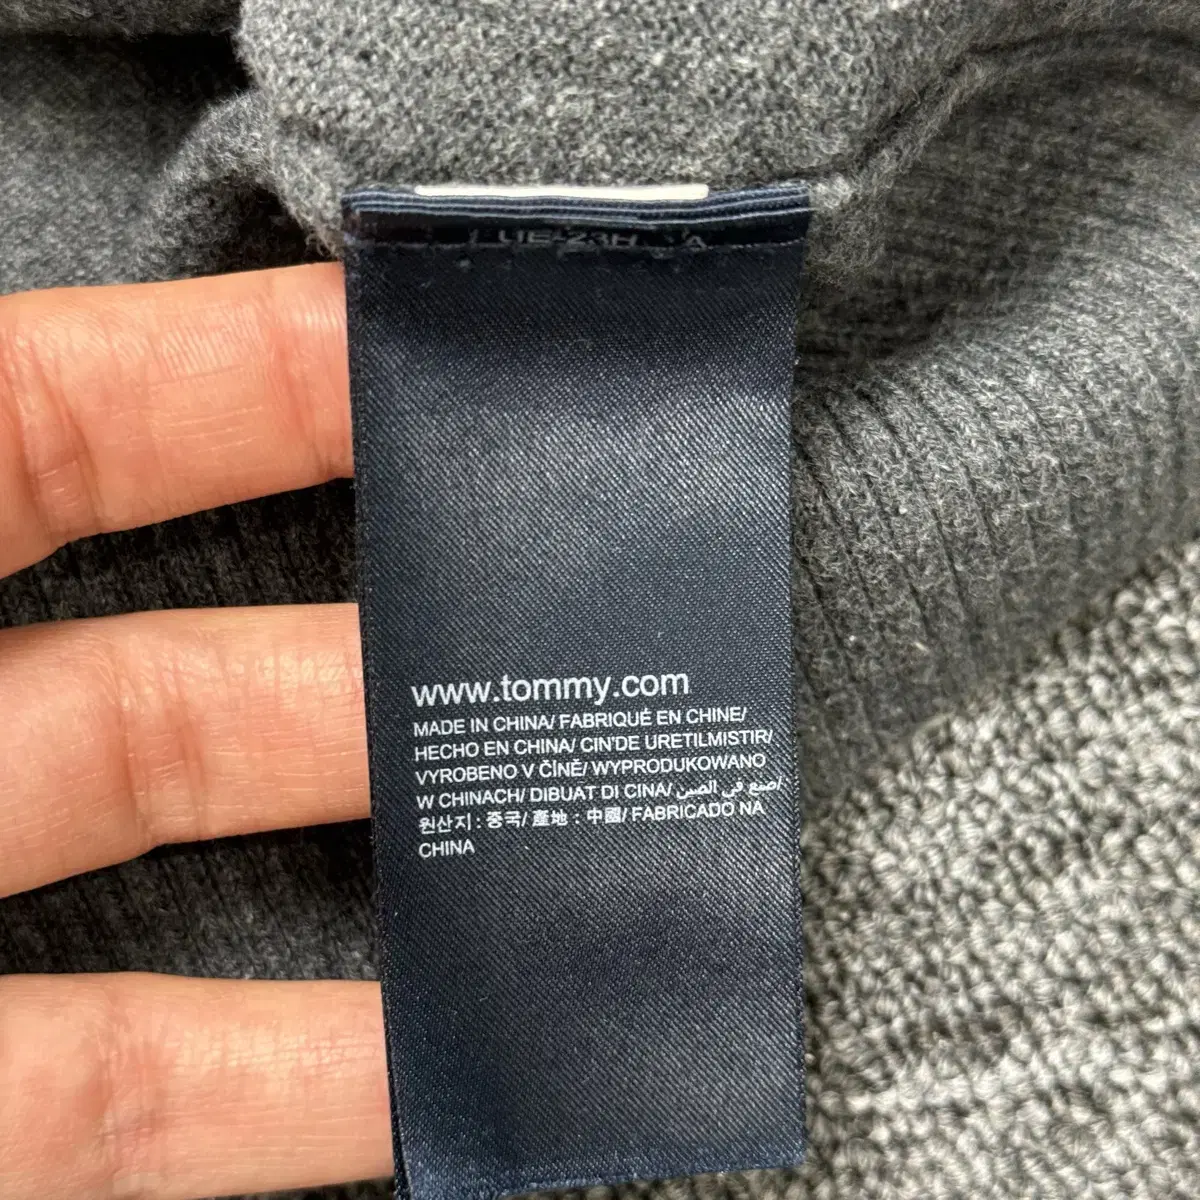 www.tommy.com
MADE IN CHINA/ FABRIQUÉ EN CHINE/
HECHO EN CHINA/ CIN'DE URETILMISTIR/
VYROBENO V ČÍNĚ/ WYPRODUKOWANO
W CHINACH/ DIBUAT DI CINA/ صنع في الصين/
원산지 : 중국/ 產地 : 中國/ FABRICADO NA
CHINA